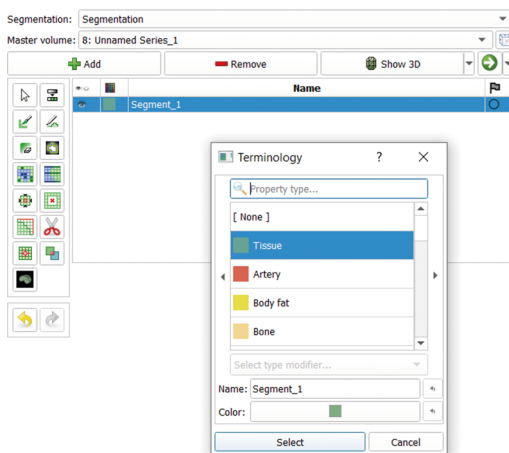 Segmentation: Segmentation
Master volume: 8: Unnamed Series_1
Add Remove Show 3D
Name
Segment_1
Terminology ? ×
Property type...
[ None ]
Tissue
Artery
Body fat
Bone
Select type modifier...
Name: Segment_1
Color:
Select Cancel